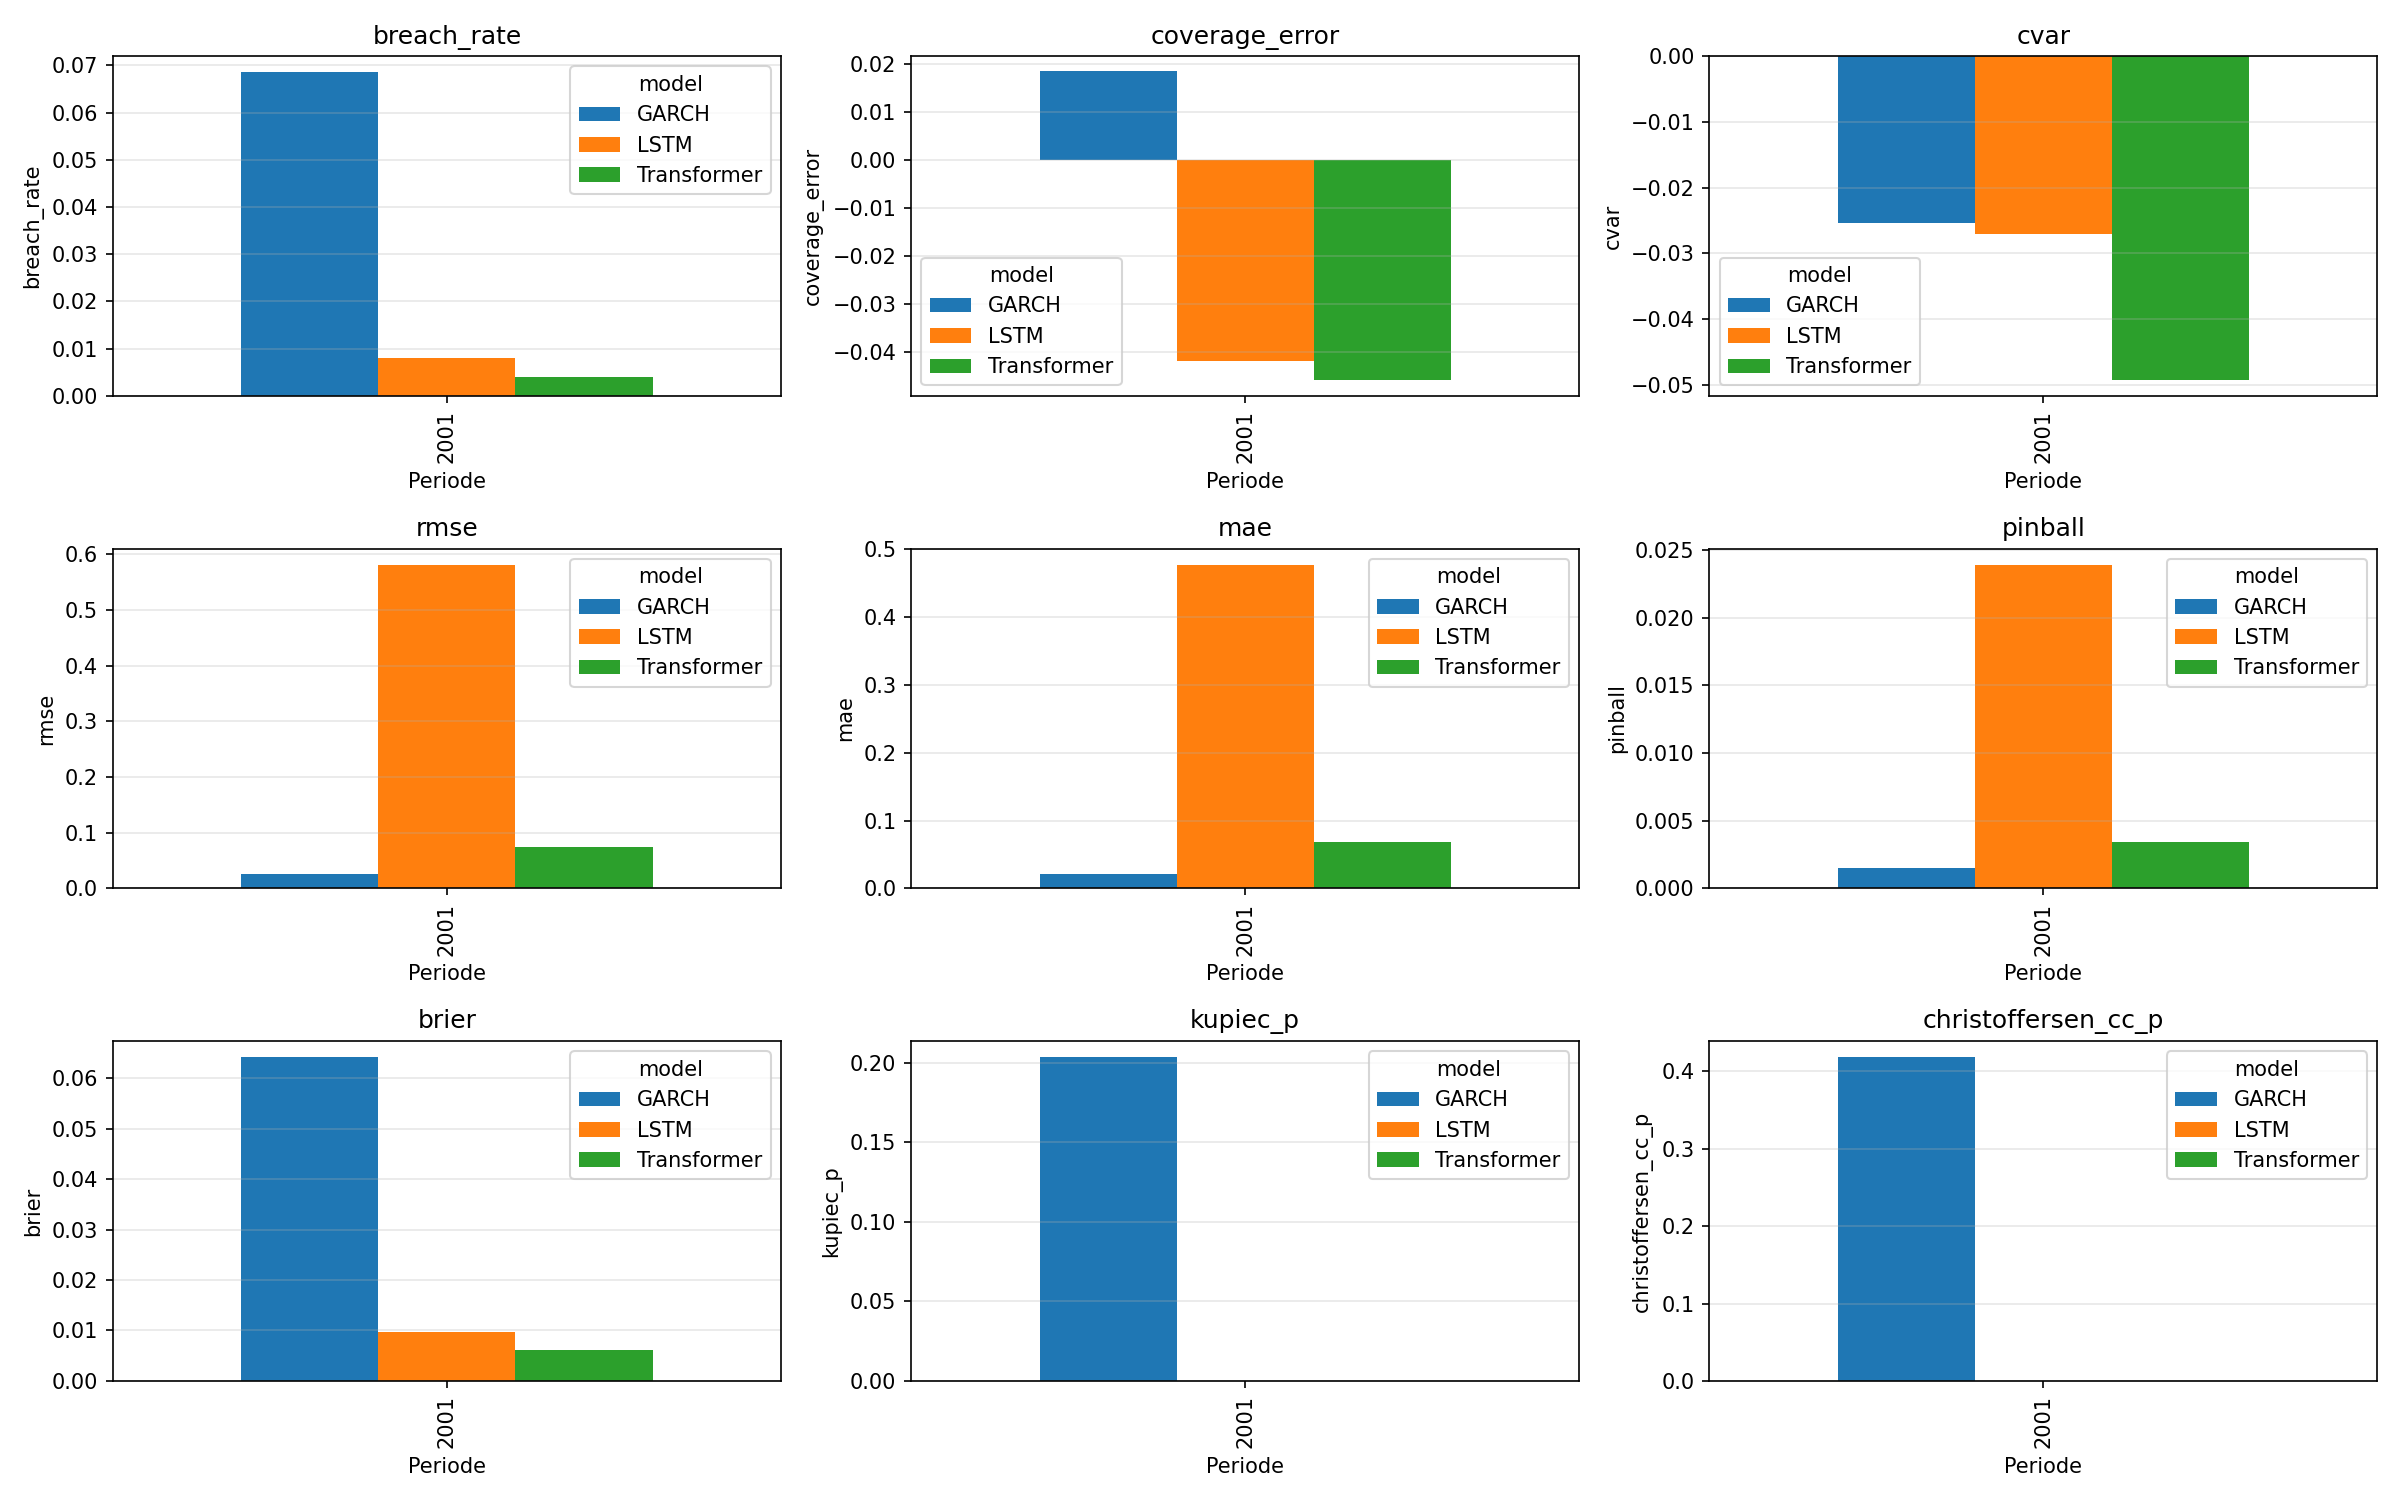 breach_rate
0.07
0.06
0.05
0.04
0.03
0.02
0.01
0.00
breach_rate
model
GARCH
LSTM
Transformer
2001
Periode
coverage_error
0.02
0.01
0.00
−0.01
−0.02
−0.03
−0.04
coverage_error
model
GARCH
LSTM
Transformer
2001
Periode
cvar
0.00
−0.01
−0.02
−0.03
−0.04
−0.05
cvar
model
GARCH
LSTM
Transformer
2001
Periode
rmse
0.6
0.5
0.4
0.3
0.2
0.1
0.0
rmse
model
GARCH
LSTM
Transformer
2001
Periode
mae
0.5
0.4
0.3
0.2
0.1
0.0
mae
model
GARCH
LSTM
Transformer
2001
Periode
pinball
0.025
0.020
0.015
0.010
0.005
0.000
pinball
model
GARCH
LSTM
Transformer
2001
Periode
brier
0.06
0.05
0.04
0.03
0.02
0.01
0.00
brier
model
GARCH
LSTM
Transformer
2001
Periode
kupiec_p
0.20
0.15
0.10
0.05
0.00
kupiec_p
model
GARCH
LSTM
Transformer
2001
Periode
christoffersen_cc_p
0.4
0.3
0.2
0.1
0.0
christoffersen_cc_p
model
GARCH
LSTM
Transformer
2001
Periode